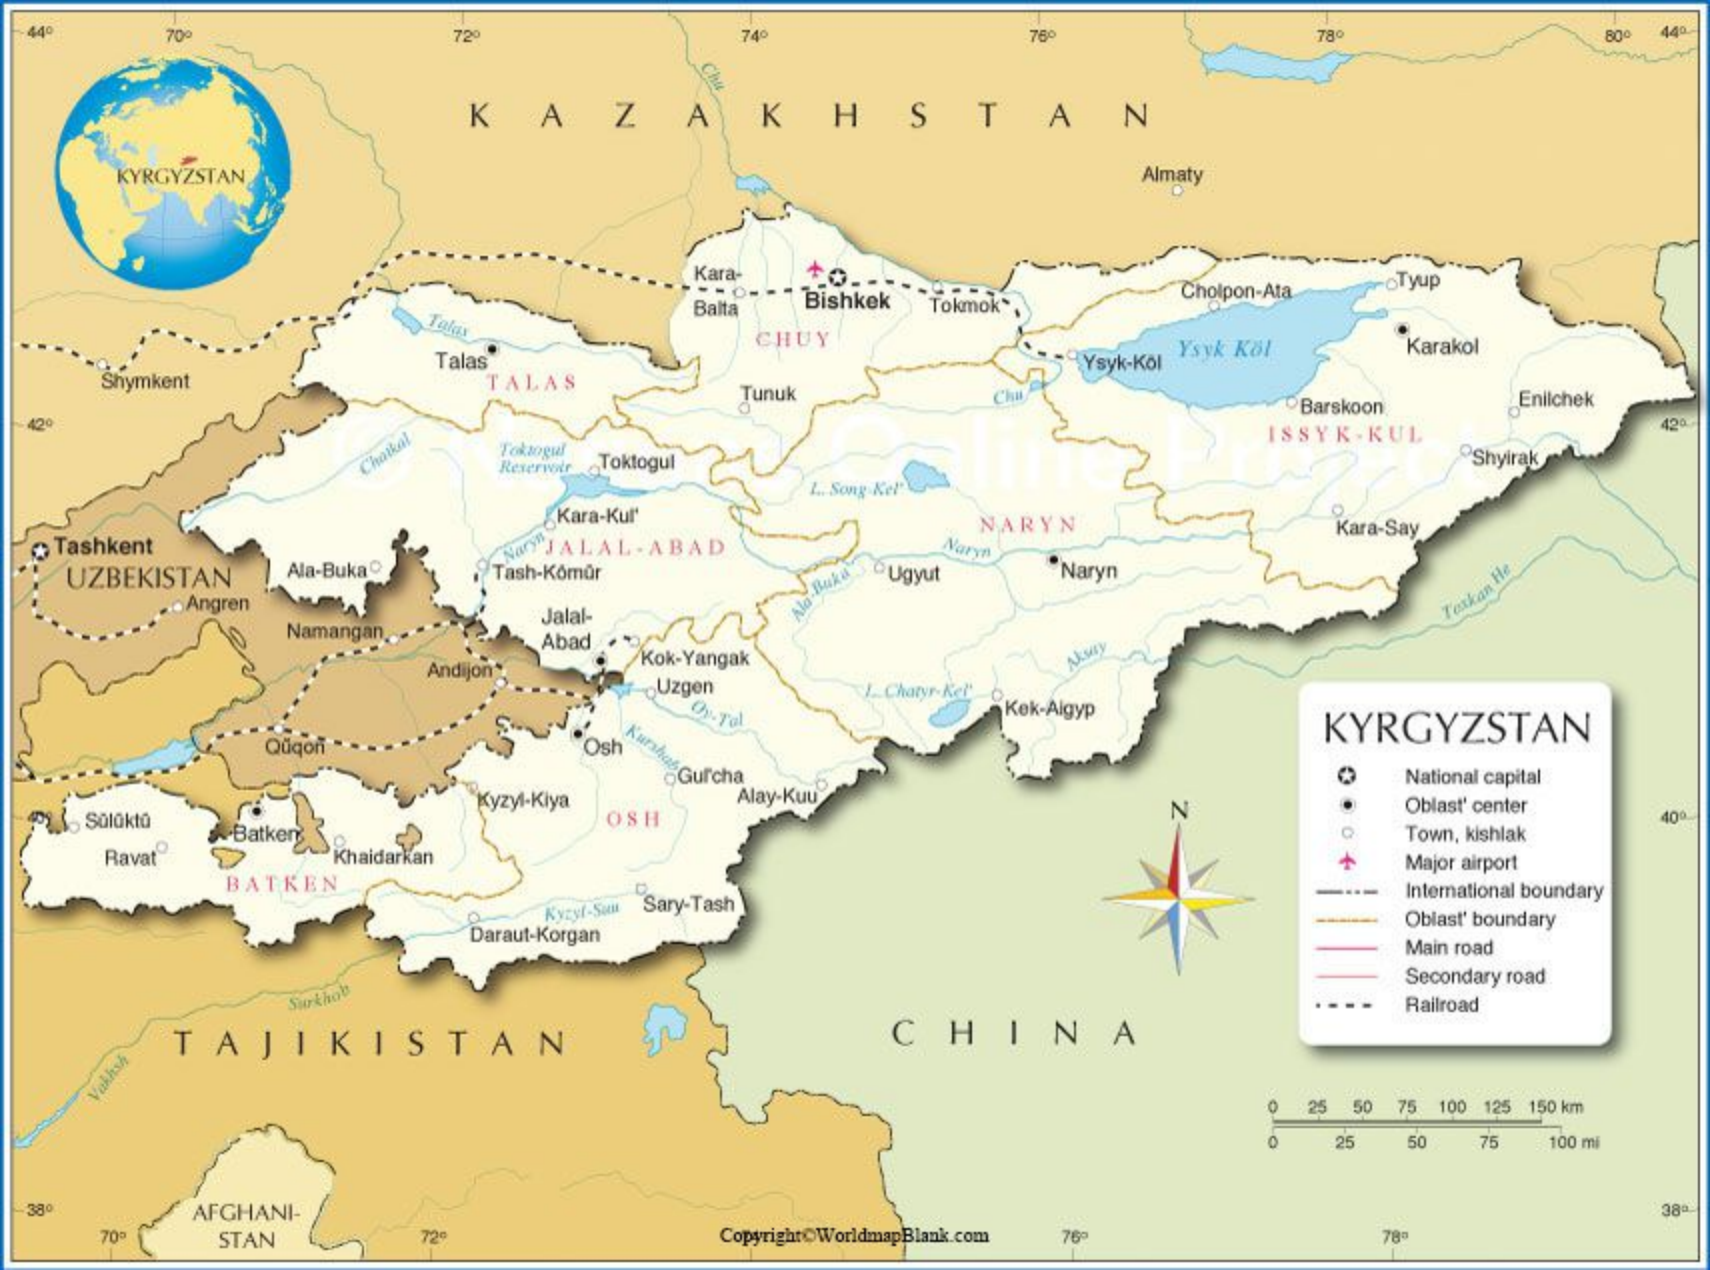 44° 70° 72° 74° 76° 78° 80° 44°
Chu
KAZAKHSTAN
Almaty
KYRGYZSTAN
Kara-
Balta
Bishkek
Tokmok
CHUY
Cholpon-Ata
Tyup
Talas
Talas
TALAS
Shymkent
Ysyk-Köl
Ysyk Köl
Karakol
Tunuk
Chu
Barskoon
Enilchek
ISSYK-KUL
42°
42°
Chatkal
Toktogul
Reservoir
Toktogul
L. Song-Kel'
Shyirak
Kara-Kul'
NARYN
Kara-Say
Tashkent
UZBEKISTAN
Naryn
JALAL-ABAD
Naryn
Ala-Buka
Tash-Kömür
Ugyut
Naryn
Ala-Buka
Toxkan He
Angren
Namangan
Jalal-
Abad
Kok-Yangak
Andijon
Uzgen
Aksay
L. Chatyr-Kel'
Kek-Aigyp
Oy-Tal
Kurshab
Osh
Qŭqon
Gul'cha
Alay-Kuu
Kyzyl-Kiya
OSH
40°
40°
Sülüktü
Batken
Ravat
Khaidarkan
BATKEN
Sary-Tash
Kyzyl-Suu
Daraut-Korgan
Surkhob
TAJIKISTAN
CHINA
Vakhsh
AFGHANI-
STAN
N
KYRGYZSTAN
National capital
Oblast' center
Town, kishlak
Major airport
International boundary
Oblast' boundary
Main road
Secondary road
Railroad
0 25 50 75 100 125 150 km
0 25 50 75 100 mi
38°
38°
70° 72° 76° 78°
Copyright©WorldmapBlank.com